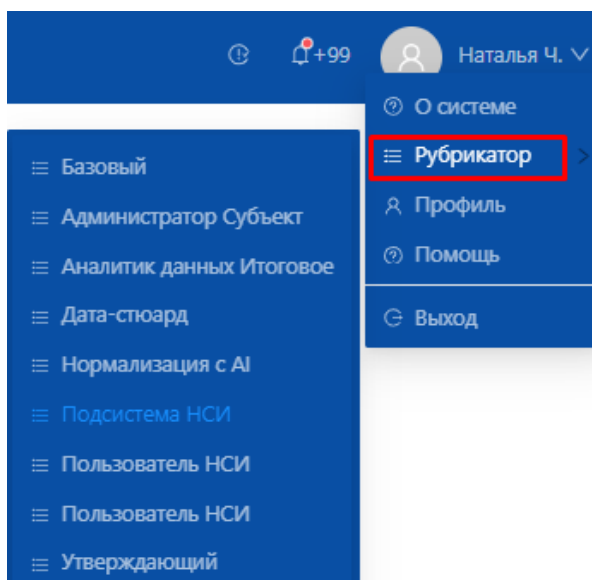 +99 Наталья Ч.
О системе
Рубрикатор
Профиль
Помощь
Выход
Базовый
Администратор Субъект
Аналитик данных Итоговое
Дата-стюард
Нормализация с AI
Подсистема НСИ
Пользователь НСИ
Пользователь НСИ
Утверждающий